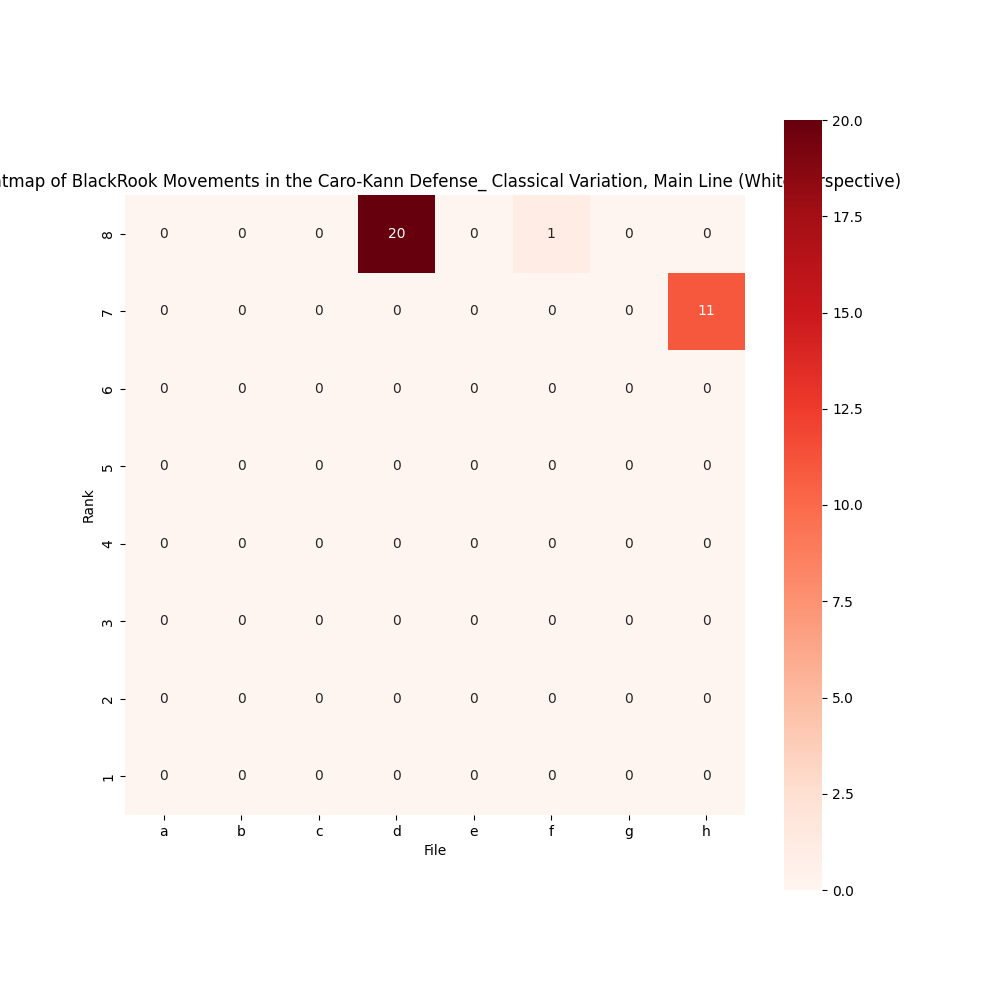 20.0
tmap of BlackRook Movements in the Caro-Kann Defense_ Classical Variation, Main Line (Whit rspective)
8 0 0 0 20 0 1 0 0
7 0 0 0 0 0 0 0 11
6 0 0 0 0 0 0 0 0
5 0 0 0 0 0 0 0 0
4 0 0 0 0 0 0 0 0
3 0 0 0 0 0 0 0 0
2 0 0 0 0 0 0 0 0
1 0 0 0 0 0 0 0 0
Rank
a b c d e f g h
File
17.5
15.0
12.5
10.0
7.5
5.0
2.5
0.0